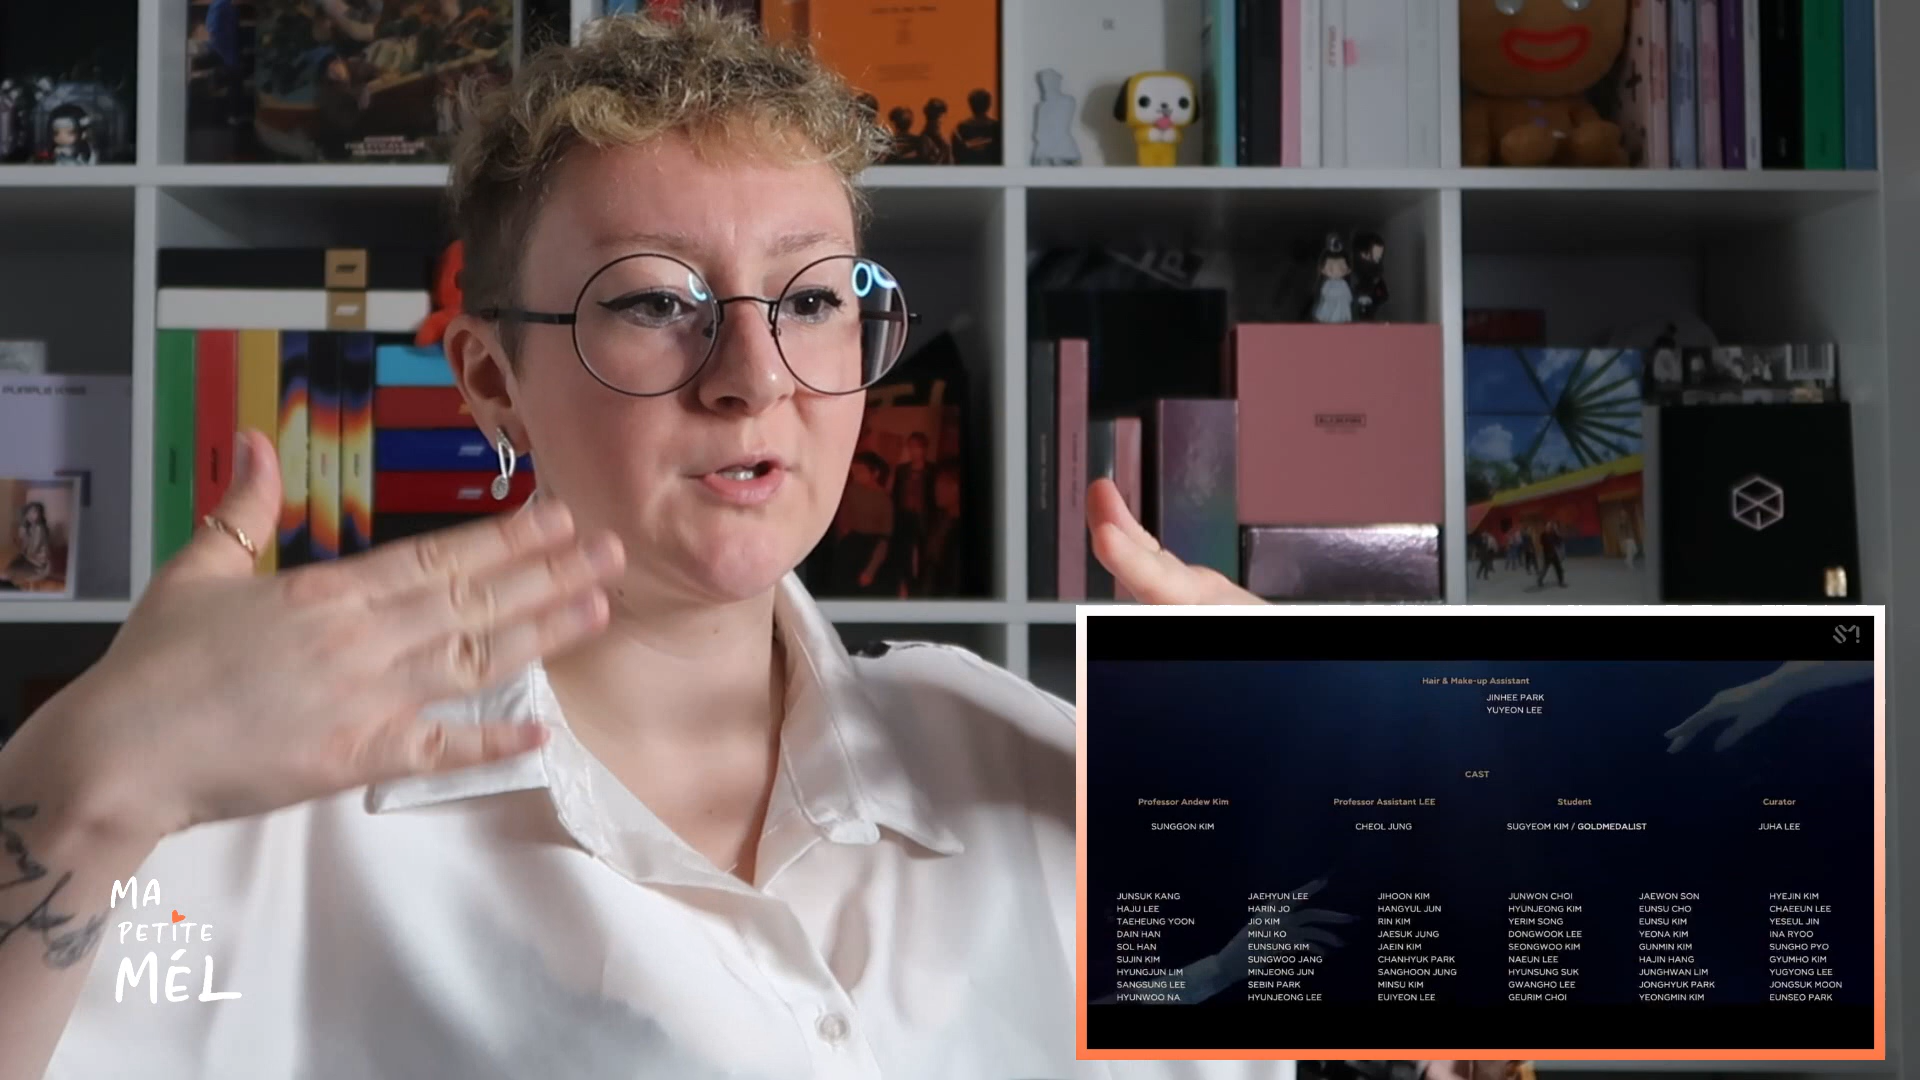 PURPLE KISS
BLACKPINK
MA
PETITE
MÉL
SM
Hair & Make-up Assistant
JINHEE PARK
YUYEON LEE
CAST
Professor Andew Kim
Professor Assistant LEE
Student
Curator
SUNGGON KIM
CHEOL JUNG
SUGYEOM KIM / GOLDMEDALIST
JUHA LEE
JUNSUK KANG
HAJU LEE
TAEHEUNG YOON
DAIN HAN
SOL HAN
SUJIN KIM
HYUNGJUN LIM
SANGSUNG LEE
HYUNWOO NA
JAEHYUN LEE
HARIN JO
JIO KIM
MINJI KO
EUNSUNG KIM
SUNGWOO JANG
MINJEONG JUN
SEBIN PARK
HYUNJEONG LEE
JIHOON KIM
HANGYUL JUN
RIN KIM
JAESUK JUNG
JAEIN KIM
CHANHYUK PARK
SANGHOON JUNG
MINSU KIM
EUIYEON LEE
JUNWON CHOI
HYUNJEONG KIM
YERIM SONG
DONGWOOK LEE
SEONGWOO KIM
NAEUN LEE
HYUNSUNG SUK
GWANGHO LEE
GEURIM CHOI
JAEWON SON
EUNSU CHO
EUNSU KIM
YEONA KIM
GUNMIN KIM
HAJIN HANG
JUNGHWAN LIM
JONGHYUK PARK
YEONGMIN KIM
HYEJIN KIM
CHAEEUN LEE
YESEUL JIN
INA RYOO
SUNGHO PYO
GYUMHO KIM
YUGYONG LEE
JONGSUK MOON
EUNSEO PARK